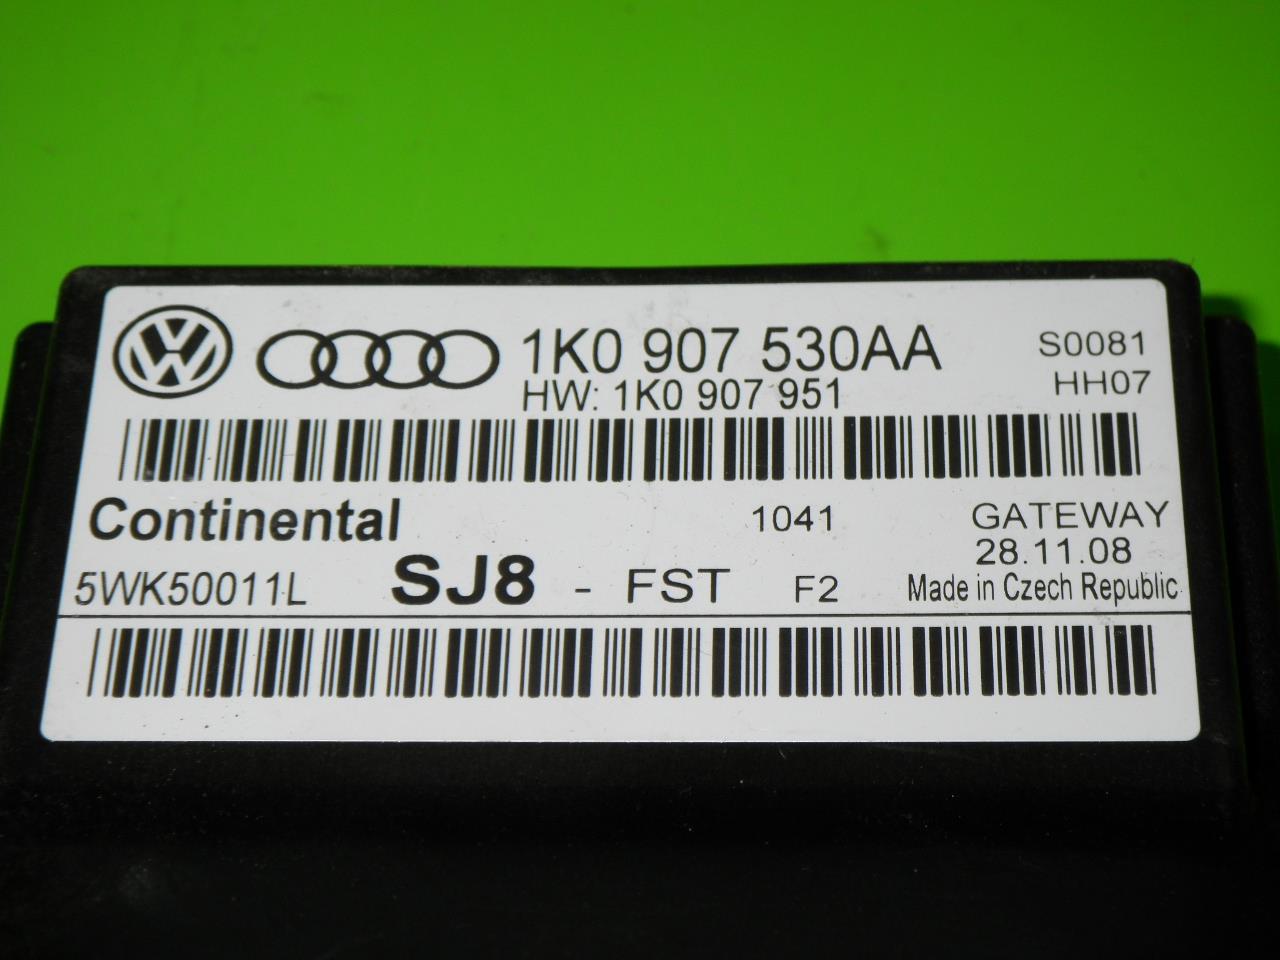 1K0 907 530AA S0081
HW: 1K0 907 951 HH07
Continental 1041 GATEWAY
28.11.08
5WK50011L SJ8 - FST F2 Made in Czech Republic